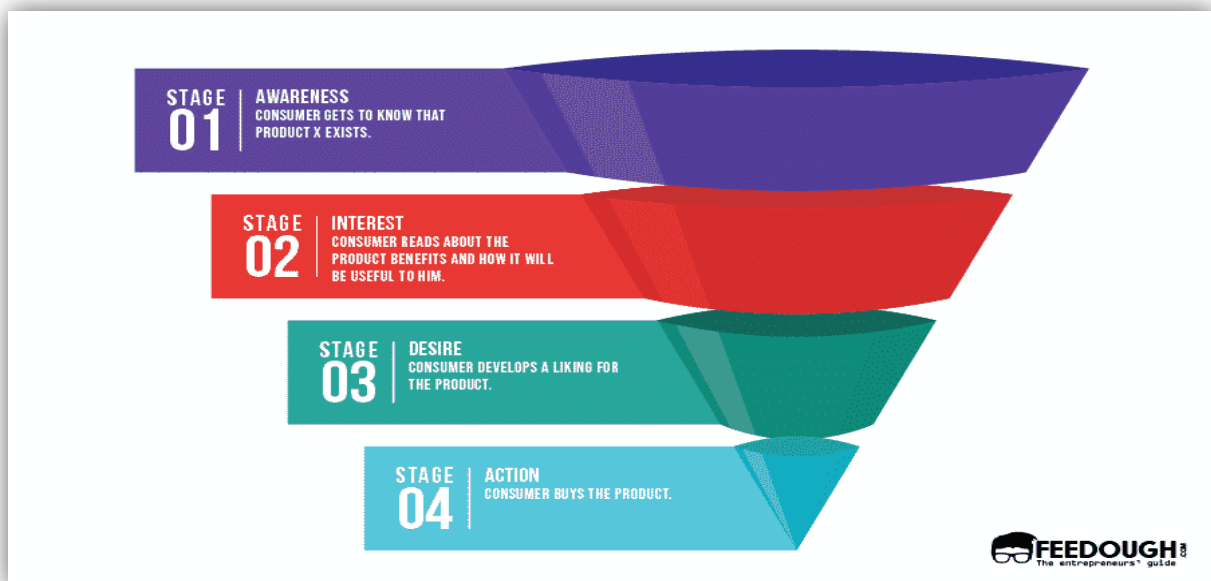 STAGE
01
AWARENESS
CONSUMER GETS TO KNOW THAT
PRODUCT X EXISTS.
STAGE
02
INTEREST
CONSUMER READS ABOUT THE
PRODUCT BENEFITS AND HOW IT WILL
BE USEFUL TO HIM.
STAGE
03
DESIRE
CONSUMER DEVELOPS A LIKING FOR
THE PRODUCT.
STAGE
04
ACTION
CONSUMER BUYS THE PRODUCT.
FEEDOUGH.COM
The entrepreneurs' guide